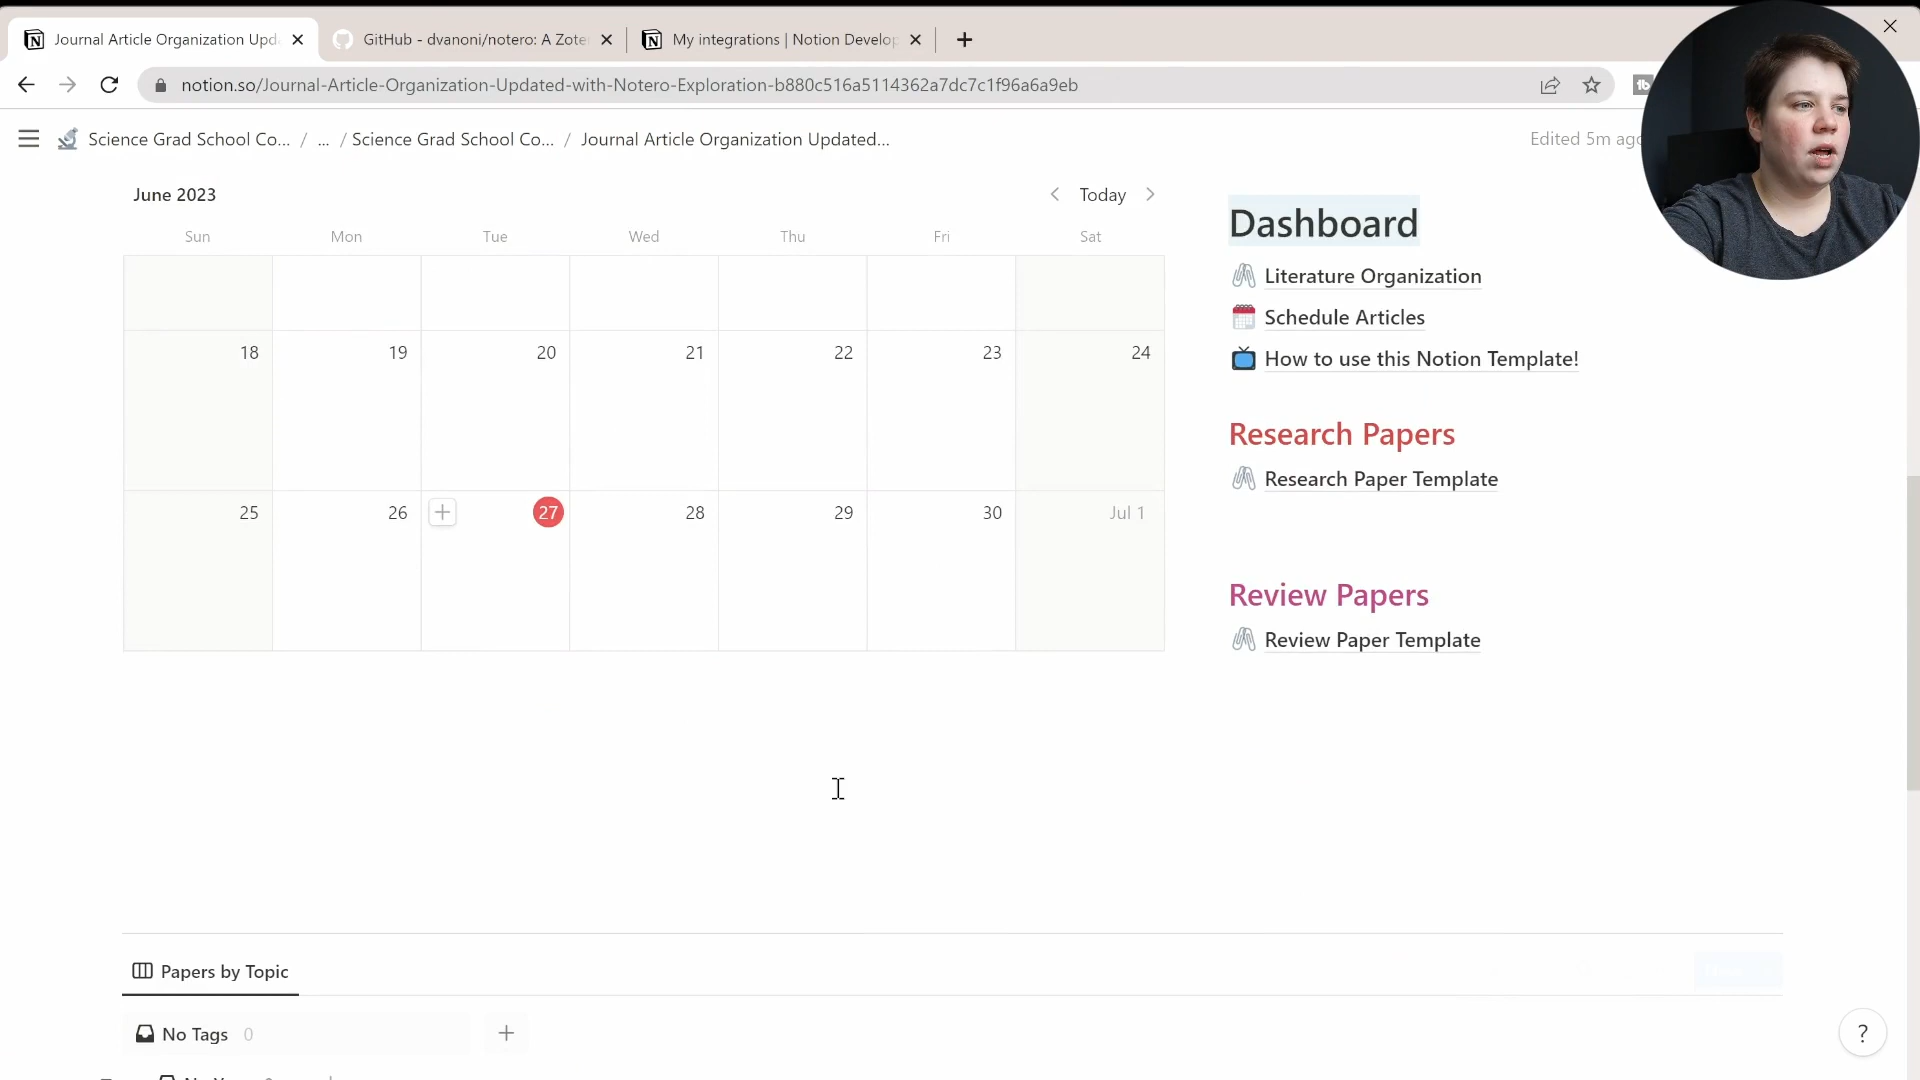 Journal Article Organization Upd
GitHub - dvanoni/notero: A Zote
My integrations | Notion Develop
notion.so/Journal-Article-Organization-Updated-with-Notero-Exploration-b880c516a5114362a7dc7c1f96a6a9eb
Science Grad School Co... / ... / Science Grad School Co... / Journal Article Organization Updated...
Edited 5m ago
June 2023
Today
Sun Mon Tue Wed Thu Fri Sat
18 19 20 21 22 23 24
25 26 27 28 29 30 Jul 1
Dashboard
Literature Organization
Schedule Articles
How to use this Notion Template!
Research Papers
Research Paper Template
Review Papers
Review Paper Template
Papers by Topic
No Tags 0
?